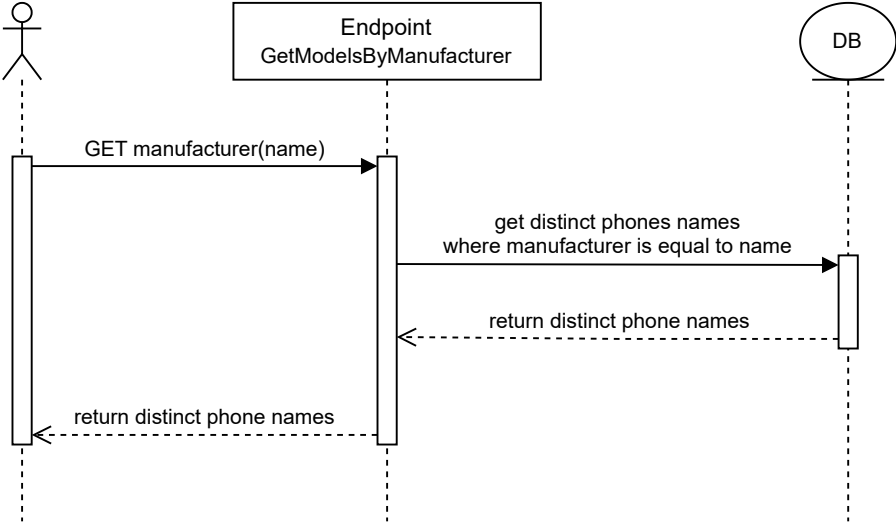 Endpoint
GetModelsByManufacturer
DB
GET manufacturer(name)
get distinct phones names
where manufacturer is equal to name
return distinct phone names
return distinct phone names